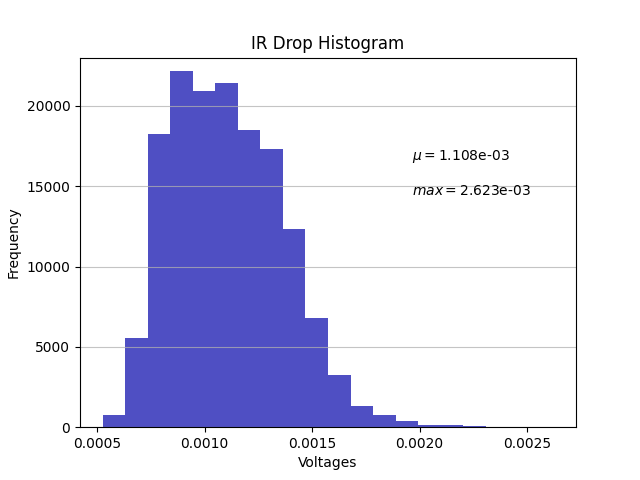 IR Drop Histogram
Frequency
20000
15000
10000
5000
0
μ = 1.108e-03
max = 2.623e-03
0.0005 0.0010 0.0015 0.0020 0.0025
Voltages